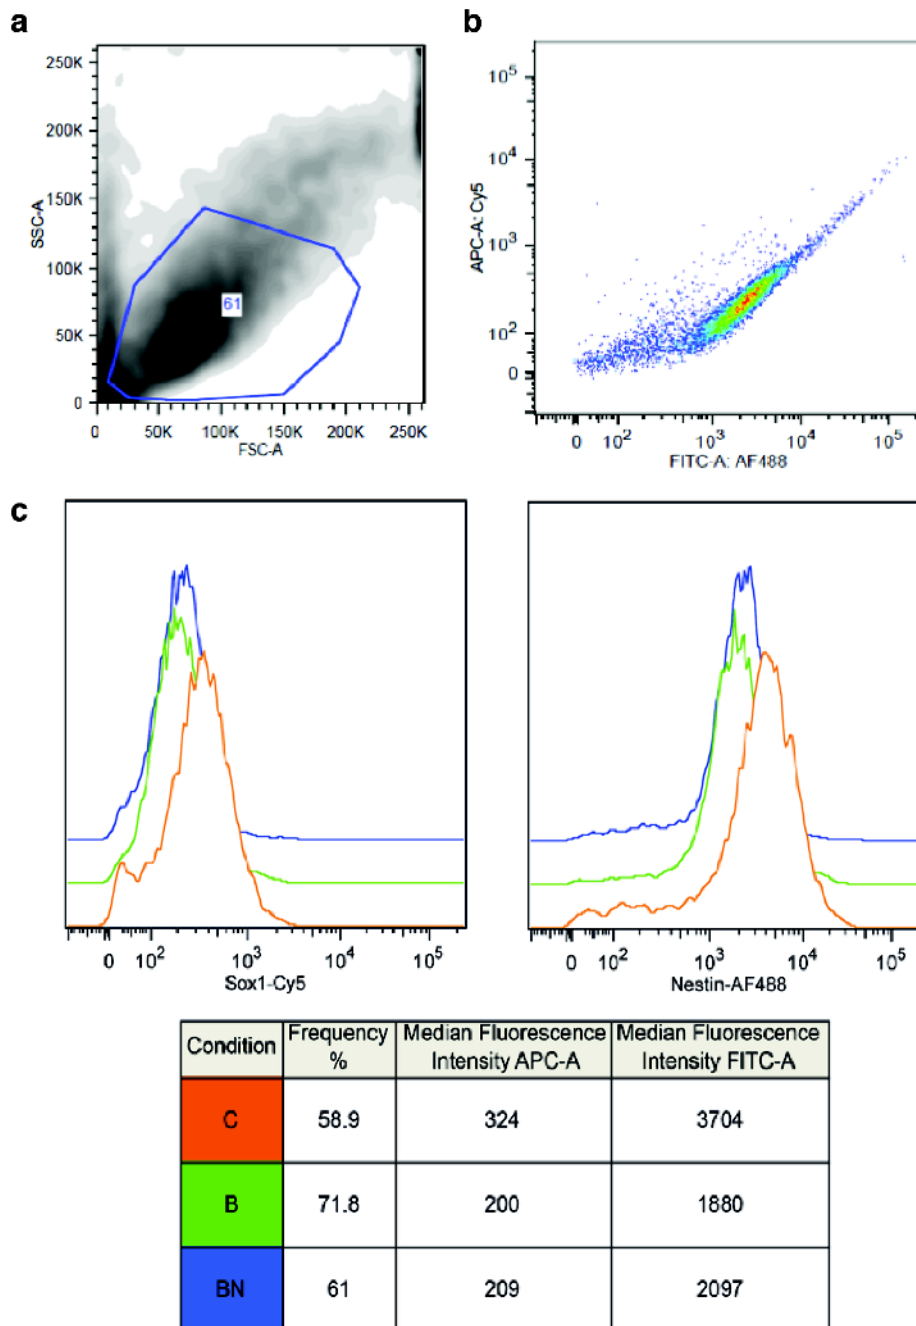 a
250K
200K
150K
100K
50K
0
SSC-A
61
0 50K 100K 150K 200K 250K
FSC-A
b
10^5
10^4
10^3
10^2
0
APC-A: Cy5
0 10^2 10^3 10^4 10^5
FITC-A: AF488
c
0 10^2 10^3 10^4 10^5
Sox1-Cy5
0 10^2 10^3 10^4 10^5
Nestin-AF488
Condition Frequency % Median Fluorescence Intensity APC-A Median Fluorescence Intensity FITC-A
C 58.9 324 3704
B 71.8 200 1880
BN 61 209 2097